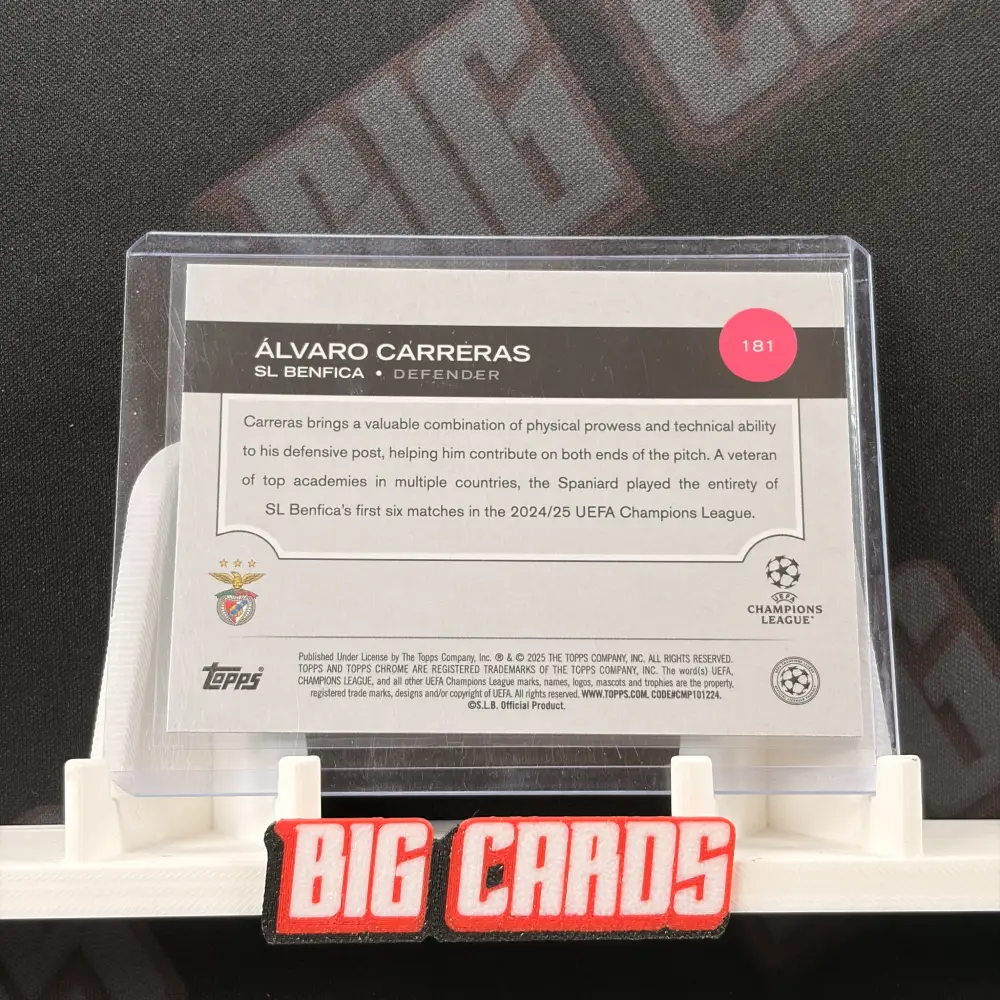 BIG CA
ÁLVARO CARRERAS
181
SL BENFICA • DEFENDER
Carreras brings a valuable combination of physical prowess and technical ability
to his defensive post, helping him contribute on both ends of the pitch. A veteran
of top academies in multiple countries, the Spaniard played the entirety of
SL Benfica's first six matches in the 2024/25 UEFA Champions League.
UEFA
CHAMPIONS
LEAGUE
topps
Published Under License by The Topps Company, Inc. ® & © 2025 THE TOPPS COMPANY, INC. ALL RIGHTS RESERVED.
TOPPS AND TOPPS CHROME ARE REGISTERED TRADEMARKS OF THE TOPPS COMPANY, INC. The word(s) UEFA,
CHAMPIONS LEAGUE, and all other UEFA Champions League marks, names, logos, mascots and trophies are the property,
registered trade marks, designs and/or copyright of UEFA. All rights reserved. WWW.TOPPS.COM. CODE#CMP101224.
©S.L.B. Official Product.
BIG CARDS